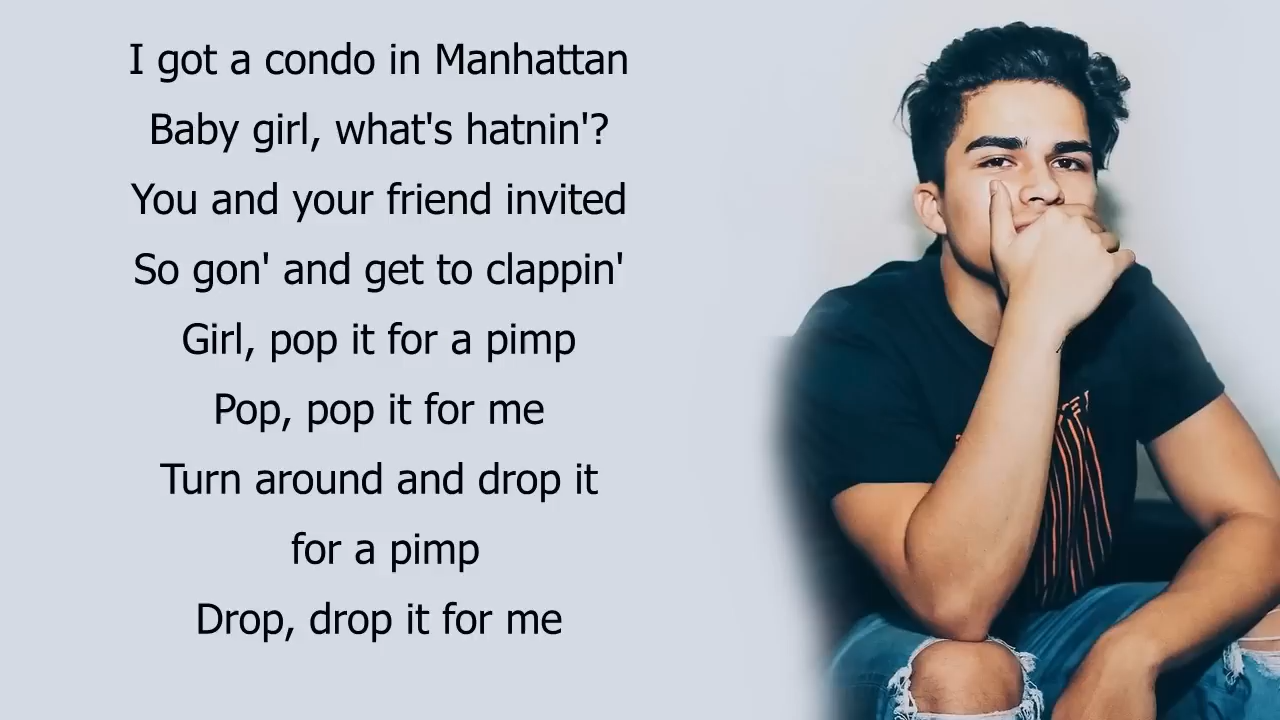 I got a condo in Manhattan
Baby girl, what's hatnin'?
You and your friend invited
So gon' and get to clappin'
Girl, pop it for a pimp
Pop, pop it for me
Turn around and drop it
for a pimp
Drop, drop it for me